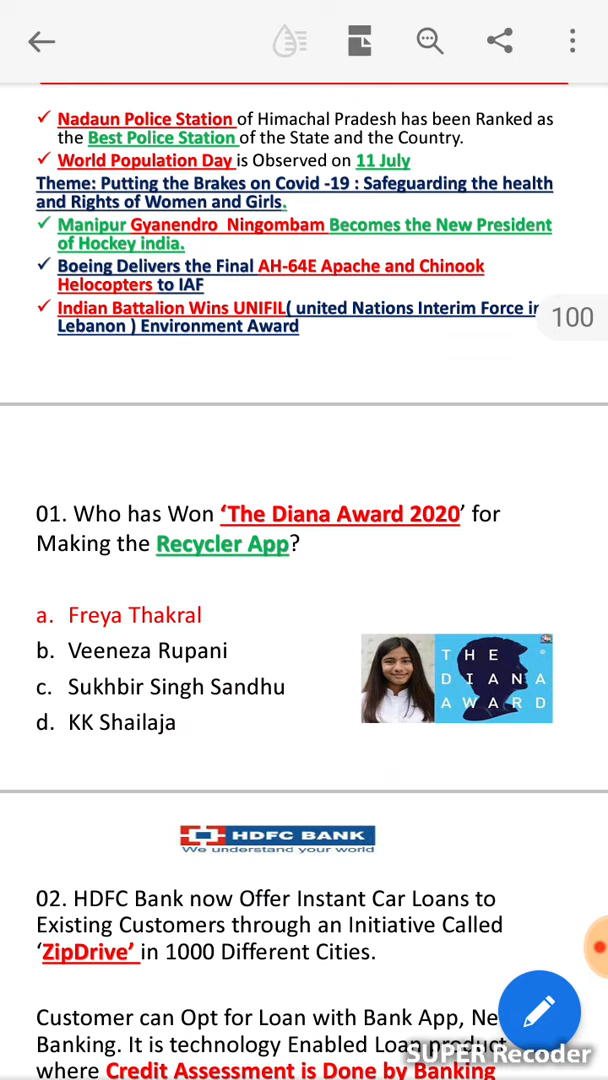 ✓ Nadaun Police Station of Himachal Pradesh has been Ranked as
the Best Police Station of the State and the Country.
✓ World Population Day is Observed on 11 July
Theme: Putting the Brakes on Covid -19 : Safeguarding the health
and Rights of Women and Girls.
✓ Manipur Gyanendro Ningombam Becomes the New President
of Hockey india.
✓ Boeing Delivers the Final AH-64E Apache and Chinook
Helocopters to IAF
✓ Indian Battalion Wins UNIFIL( united Nations Interim Force in
Lebanon ) Environment Award
100
01. Who has Won ‘The Diana Award 2020’ for
Making the Recycler App?
a. Freya Thakral
b. Veeneza Rupani
c. Sukhbir Singh Sandhu
d. KK Shailaja
THE
DIANA
AWARD
HDFC BANK
We understand your world
02. HDFC Bank now Offer Instant Car Loans to
Existing Customers through an Initiative Called
‘ZipDrive’ in 1000 Different Cities.
Customer can Opt for Loan with Bank App, Ne
Banking. It is technology Enabled Loan product
where Credit Assessment is Done by Banking
SUPER Recoder